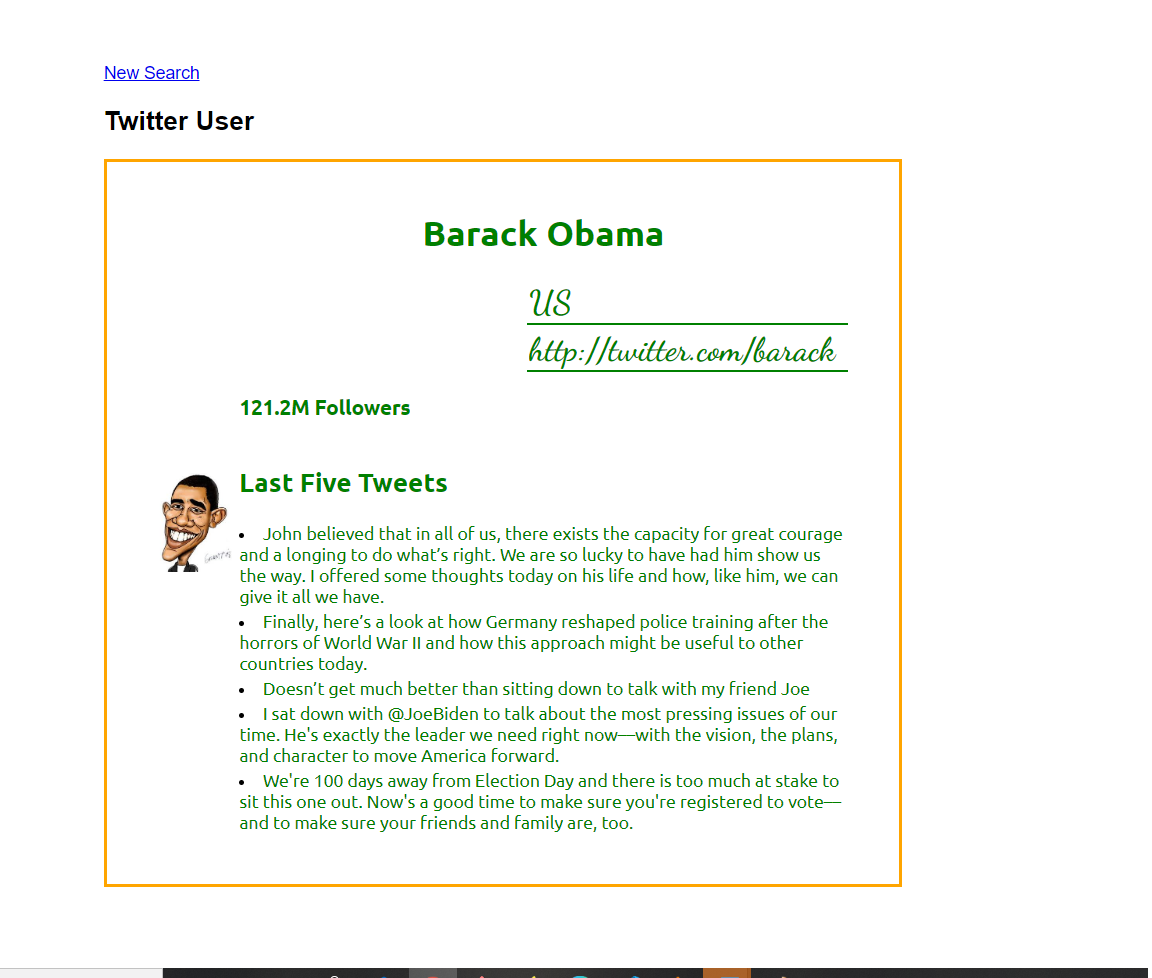 New Search
Twitter User
Barack Obama
US
http://twitter.com/barack
121.2M Followers
Last Five Tweets
John believed that in all of us, there exists the capacity for great courage
and a longing to do what’s right. We are so lucky to have had him show us
the way. I offered some thoughts today on his life and how, like him, we can
give it all we have.
Finally, here’s a look at how Germany reshaped police training after the
horrors of World War II and how this approach might be useful to other
countries today.
Doesn’t get much better than sitting down to talk with my friend Joe
I sat down with @JoeBiden to talk about the most pressing issues of our
time. He's exactly the leader we need right now—with the vision, the plans,
and character to move America forward.
We're 100 days away from Election Day and there is too much at stake to
sit this one out. Now's a good time to make sure you're registered to vote—
and to make sure your friends and family are, too.